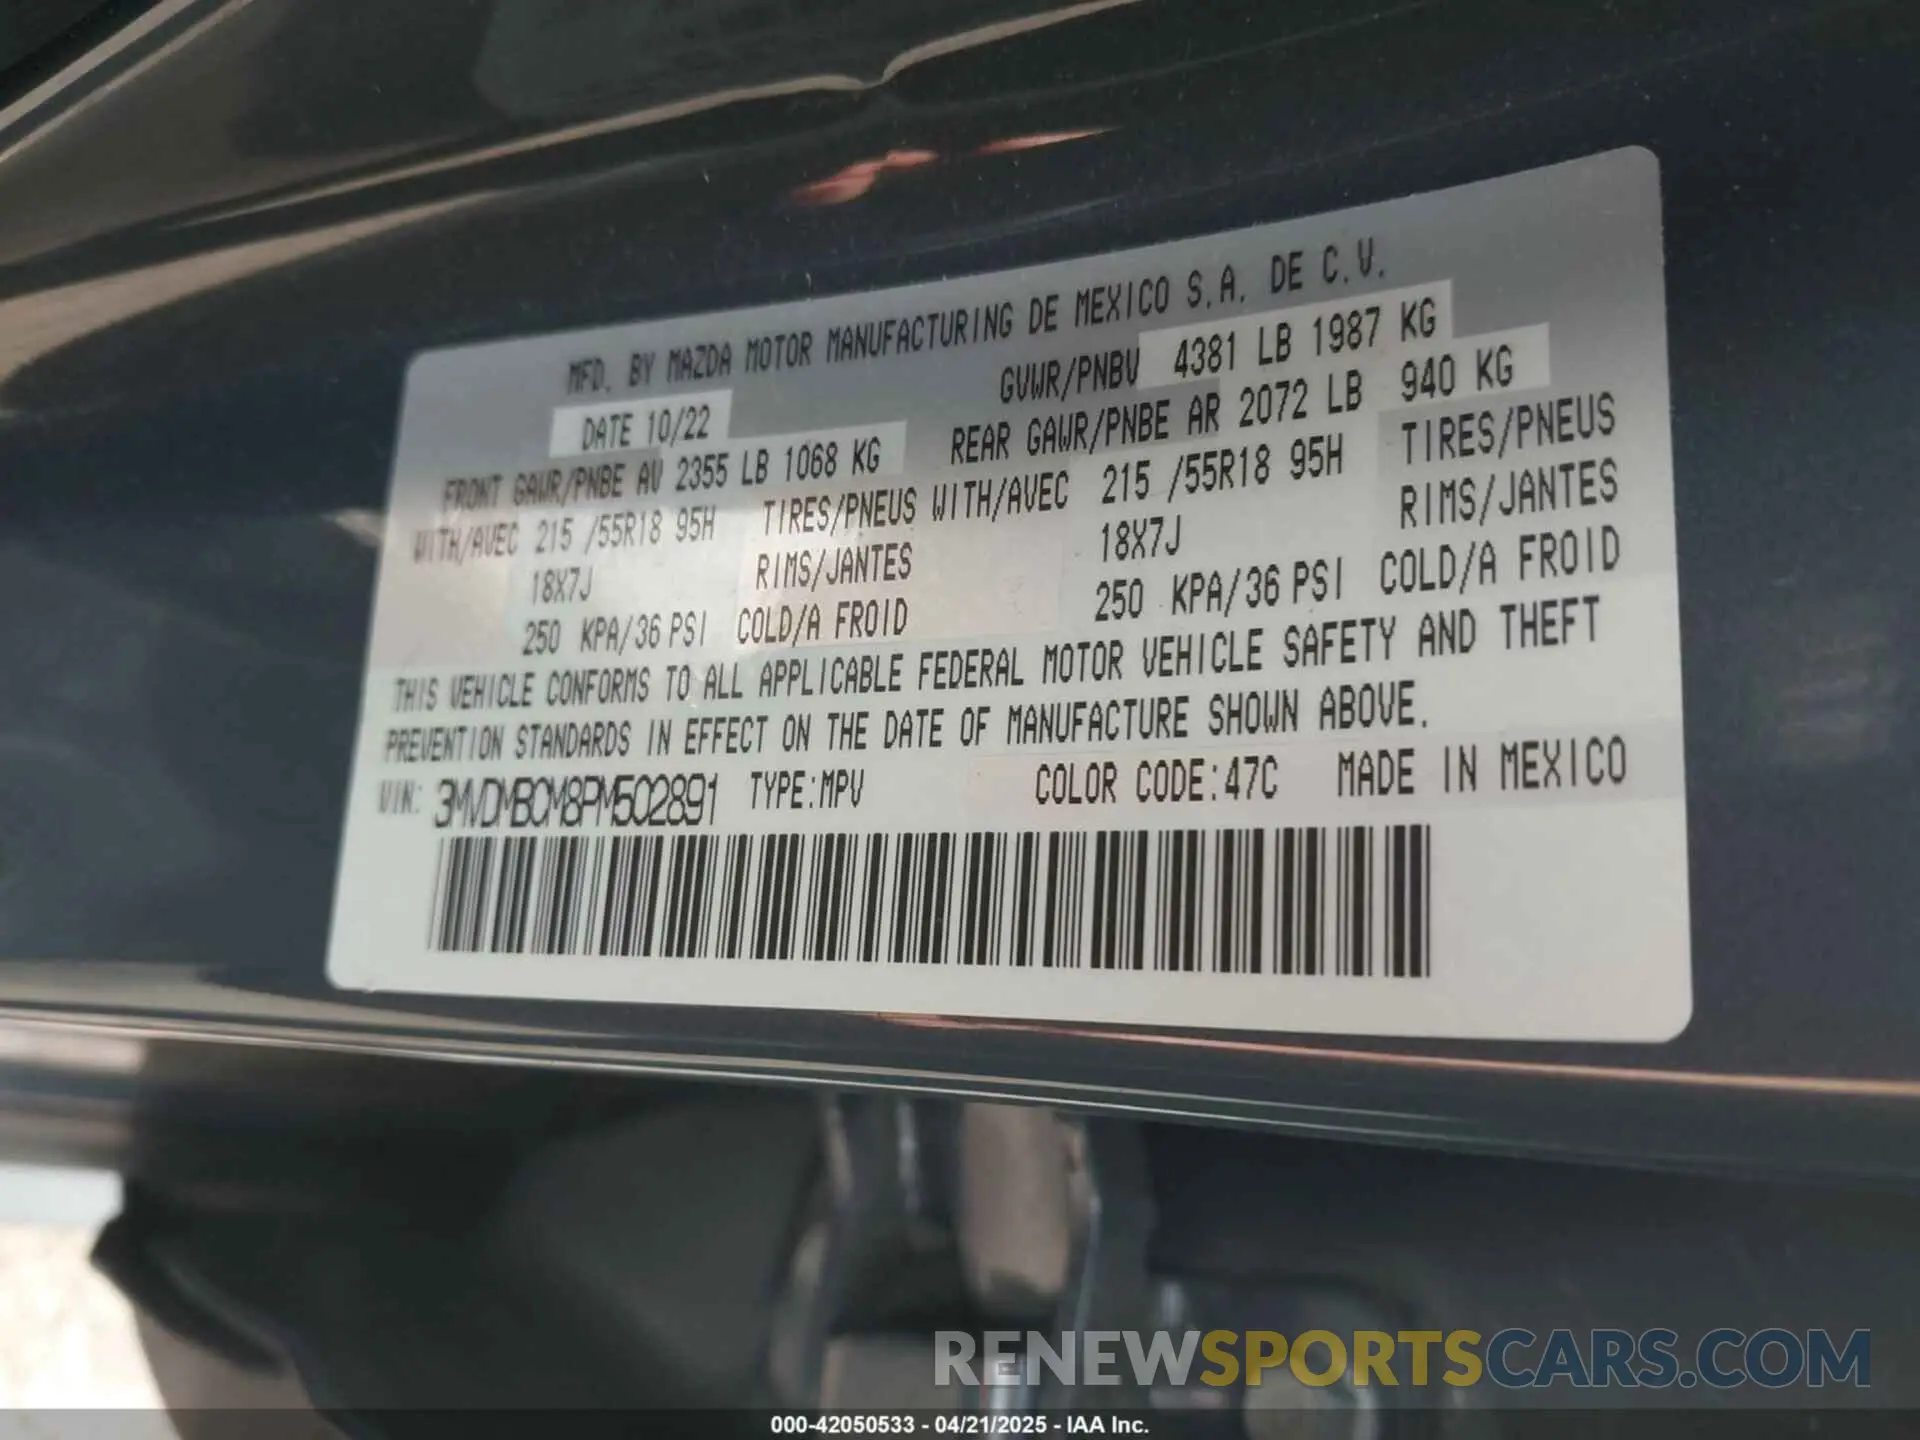 MFD. BY MAZDA MOTOR MANUFACTURING DE MEXICO S.A. DE C.V.
DATE 10/22 GVWR/PNBV 4381 LB 1987 KG
FRONT GAWR/PNBE AV 2355 LB 1068 KG REAR GAWR/PNBE AR 2072 LB 940 KG
WITH/AVEC 215 /55R18 95H TIRES/PNEUS WITH/AVEC 215 /55R18 95H TIRES/PNEUS
18X7J RIMS/JANTES 18X7J RIMS/JANTES
250 KPA/36 PSI COLD/A FROID 250 KPA/36 PSI COLD/A FROID
THIS VEHICLE CONFORMS TO ALL APPLICABLE FEDERAL MOTOR VEHICLE SAFETY AND THEFT
PREVENTION STANDARDS IN EFFECT ON THE DATE OF MANUFACTURE SHOWN ABOVE.
VIN: 3MVDMBCM8PM502891 TYPE:MPV COLOR CODE:47C MADE IN MEXICO
RENEWSPORTSCARS.COM
000-42050533 - 04/21/2025 - IAA Inc.